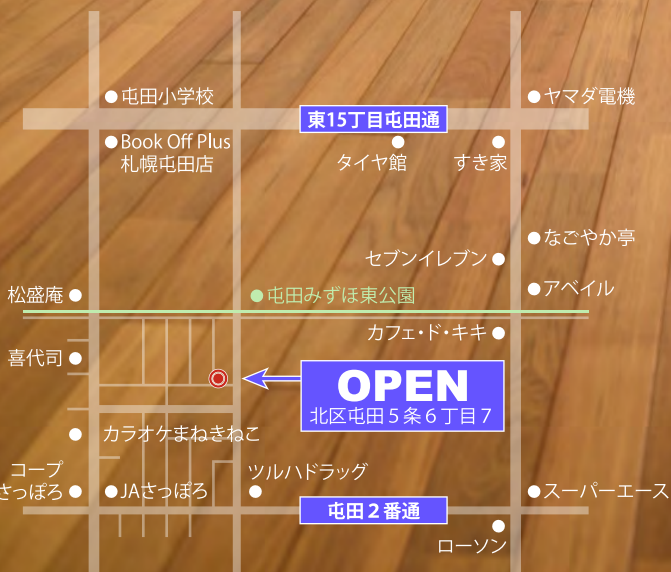 屯田小学校
ヤマダ電機
東15丁目屯田通
Book Off Plus
札幌屯田店
タイヤ館
すき家
なごやか亭
セブンイレブン
アベイル
松盛庵
屯田みずほ東公園
カフェ・ド・キキ
喜代司
OPEN
北区屯田5条6丁目7
カラオケまねきねこ
コープ
さっぽろ
JAさっぽろ
ツルハドラッグ
スーパーエース
屯田2番通
ローソン